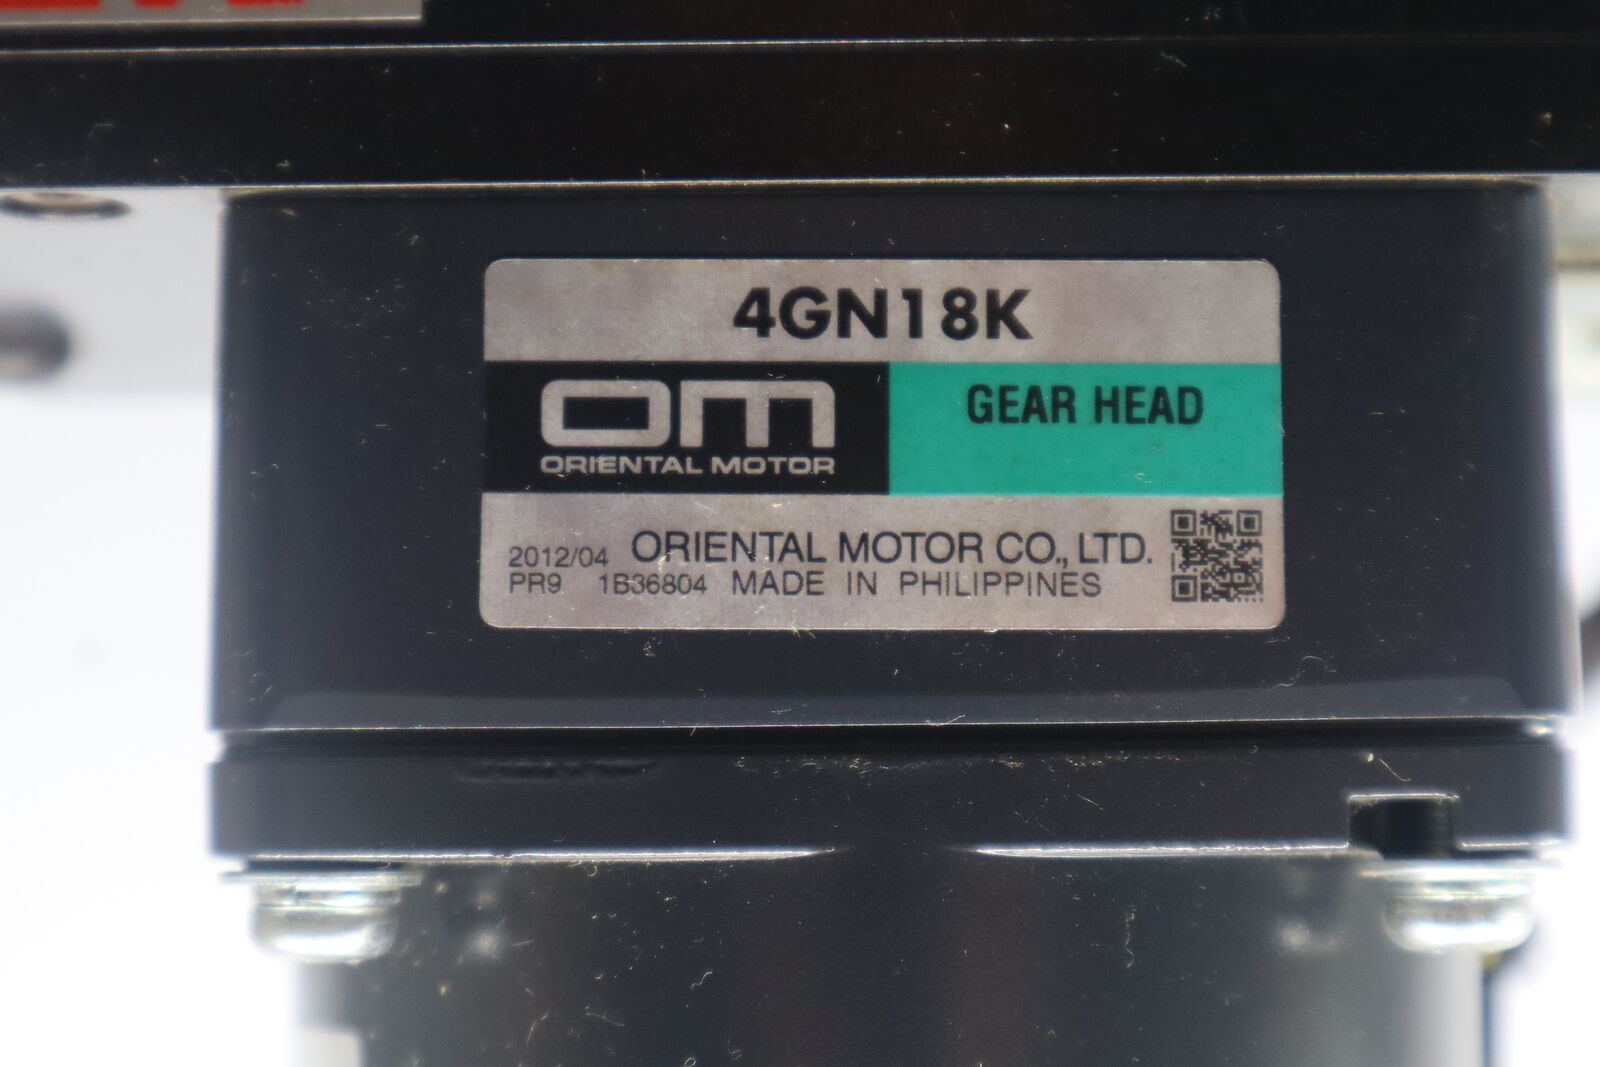 4GN18K
om
ORIENTAL MOTOR
GEAR HEAD
2012/04 ORIENTAL MOTOR CO., LTD.
PR9 1B36804 MADE IN PHILIPPINES